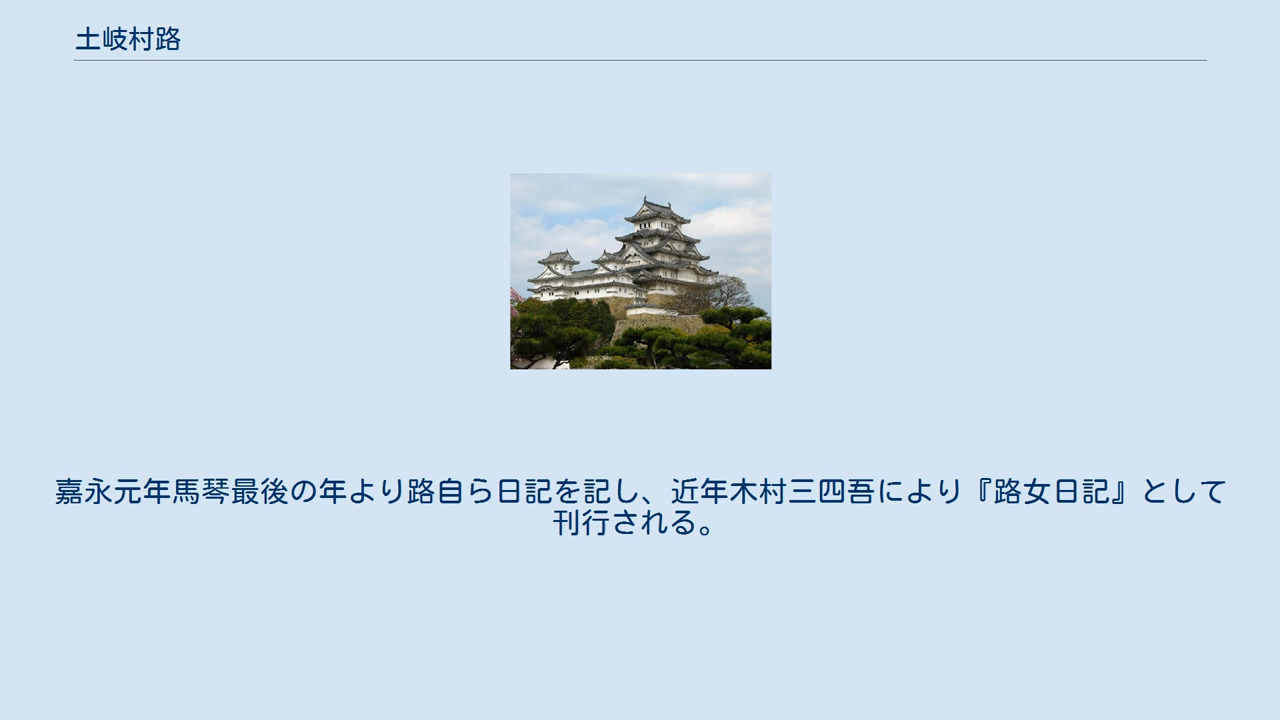 土岐村路
嘉永元年馬琴最後の年より路自ら日記を記し、近年木村三四吾により『路女日記』として
刊行される。